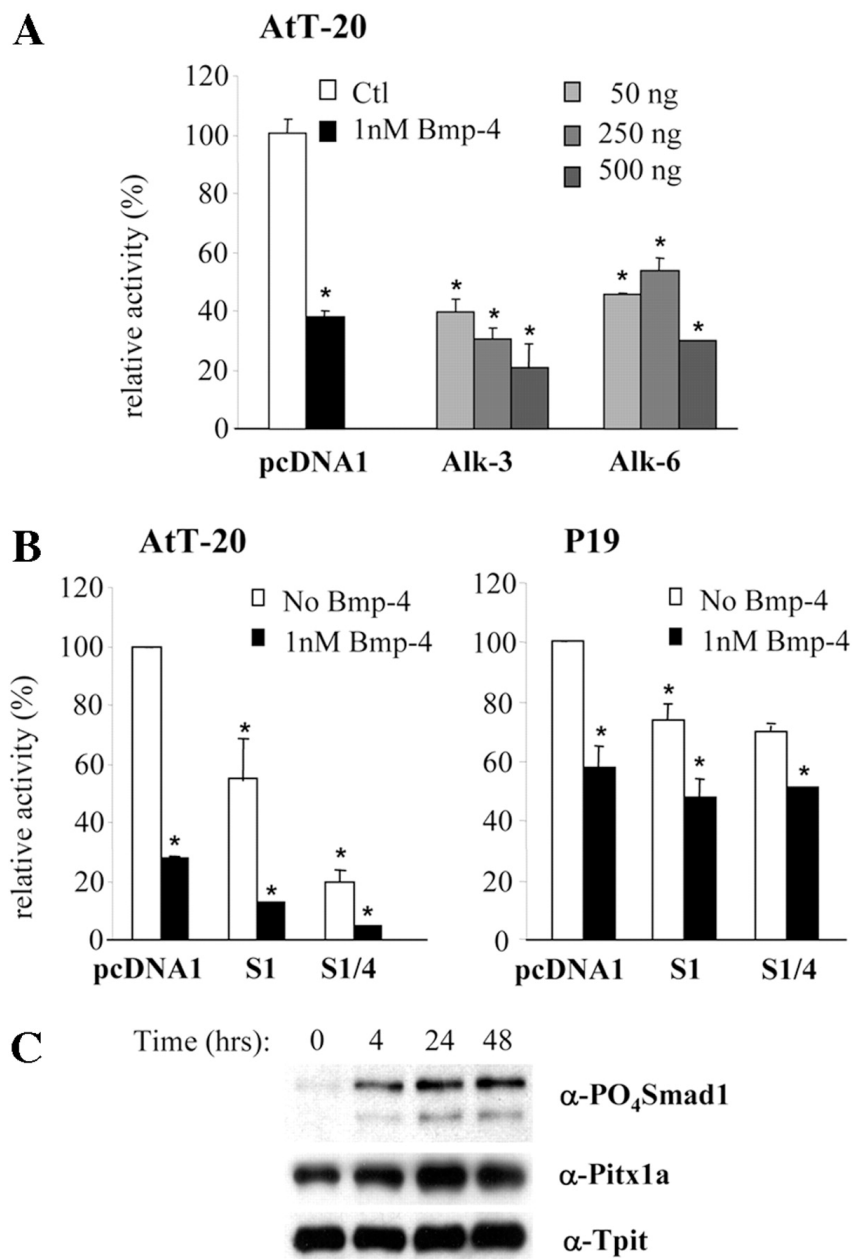 A
AtT-20
relative activity (%)
120
100
80
60
40
20
0
Ctl
1nM Bmp-4
50 ng
250 ng
500 ng
*
* * *
* * *
pcDNA1 Alk-3 Alk-6
B
AtT-20
relative activity (%)
120
100
80
60
40
20
0
No Bmp-4
1nM Bmp-4
*
* *
* *
pcDNA1 S1 S1/4
P19
120
100
80
60
40
20
0
No Bmp-4
1nM Bmp-4
*
* *
*
pcDNA1 S1 S1/4
C
Time (hrs): 0 4 24 48
α-PO₄Smad1
α-Pitx1a
α-Tpit